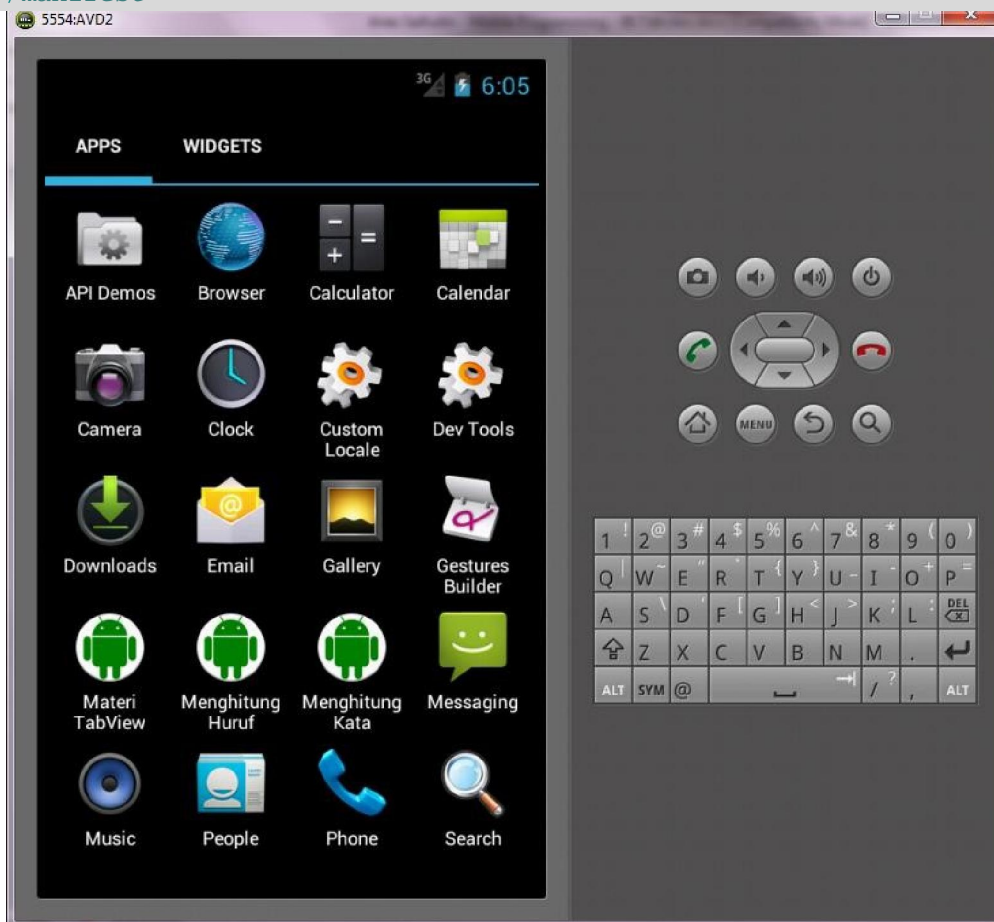 5554:AVD2
3G 6:05
APPS WIDGETS
API Demos Browser Calculator Calendar
Camera Clock Custom Locale Dev Tools
Downloads Email Gallery Gestures Builder
Materi TabView Menghitung Huruf Menghitung Kata Messaging
Music People Phone Search
MENU
1 ! 2 @ 3 # 4 $ 5 % 6 ^ 7 & 8 * 9 ( 0 )
Q | W ~ E " R ` T { Y } U - I - O + P =
A S \ D ' F [ G ] H < J > K ; L : DEL
Z X C V B N M .
ALT SYM @ / ? , ALT